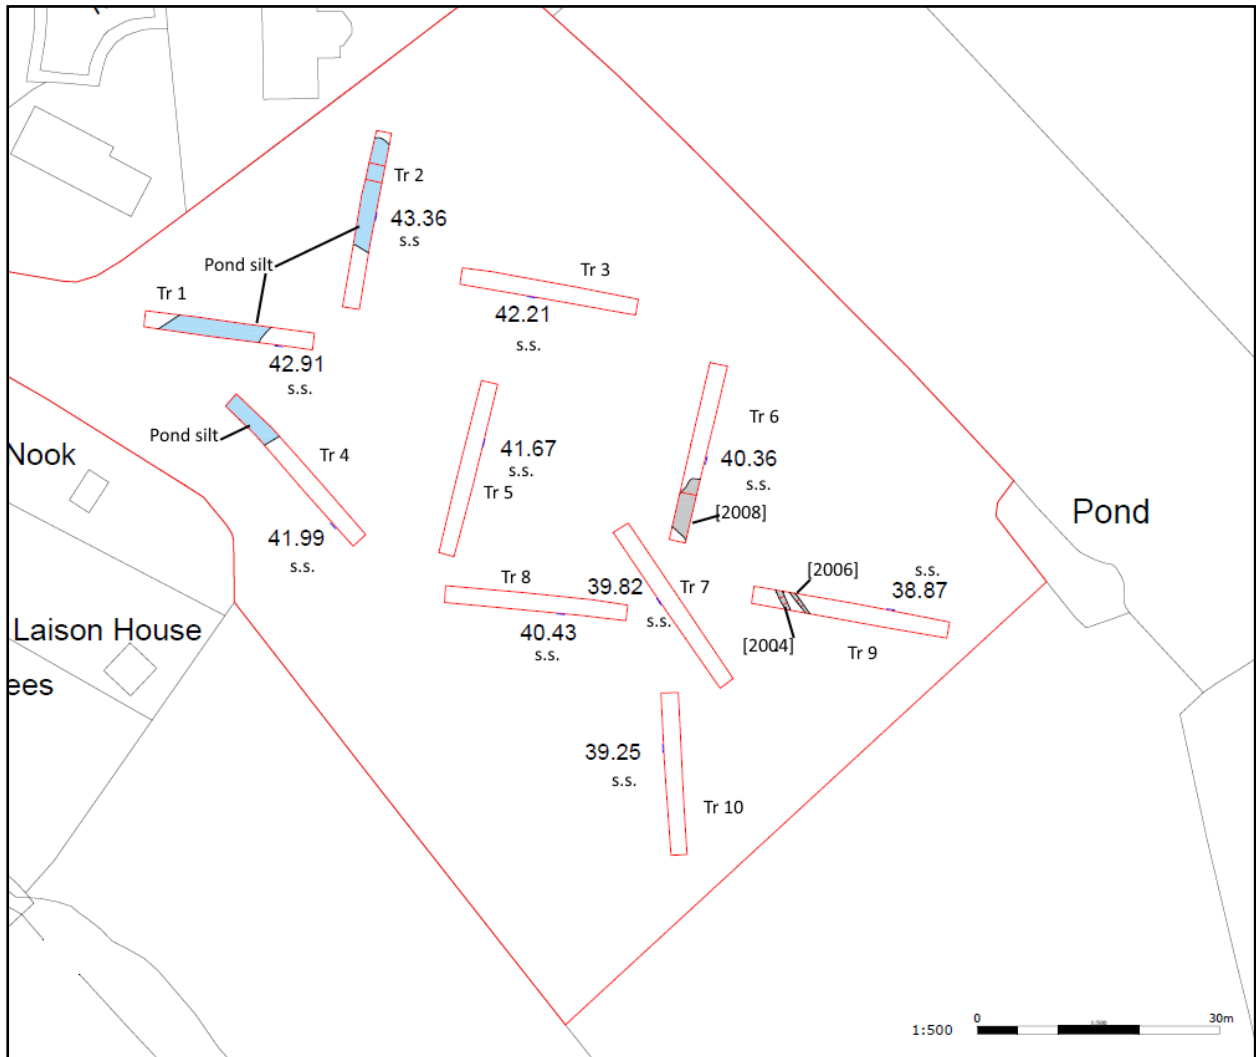 Tr 2
43.36
s.s
Pond silt
Tr 3
Tr 1
42.21
s.s.
42.91
s.s.
Tr 6
Pond silt
Nook
Tr 4
41.67
s.s.
40.36
s.s.
Tr 5
[2008]
Pond
41.99
s.s.
Tr 8
39.82
Tr 7
[2006]
s.s.
38.87
s.s.
Laison House
40.43
s.s.
[2004]
Tr 9
ees
39.25
s.s.
Tr 10
1:500
0
1:500
30m